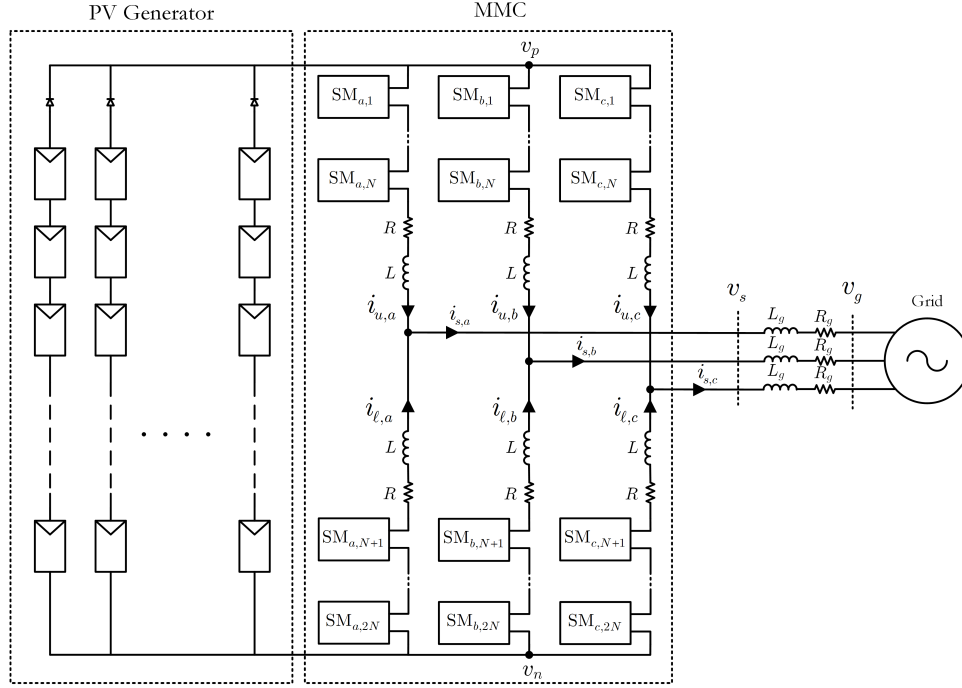 PV Generator
MMC
v_p
SM_{a,1}
SM_{b,1}
SM_{c,1}
SM_{a,N}
SM_{b,N}
SM_{c,N}
R
R
R
L
L
L
i_{u,a}
i_{u,b}
i_{u,c}
i_{s,a}
i_{s,b}
i_{s,c}
v_s
v_g
Grid
L_g
R_g
L_g
R_g
L_g
R_g
i_{ℓ,a}
i_{ℓ,b}
i_{ℓ,c}
L
L
L
R
R
R
SM_{a,N+1}
SM_{b,N+1}
SM_{c,N+1}
SM_{a,2N}
SM_{b,2N}
SM_{c,2N}
v_n